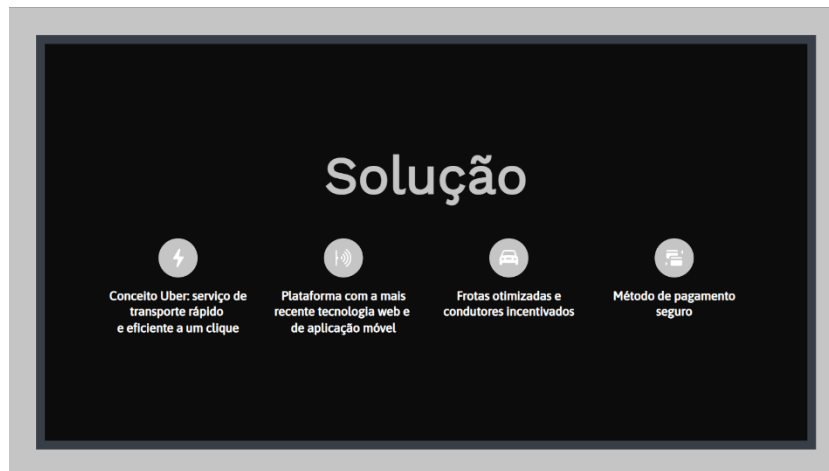 Solução
Conceito Uber: serviço de
transporte rápido
e eficiente a um clique
Plataforma com a mais
recente tecnologia web e
de aplicação móvel
Frotas otimizadas e
condutores incentivados
Método de pagamento
seguro